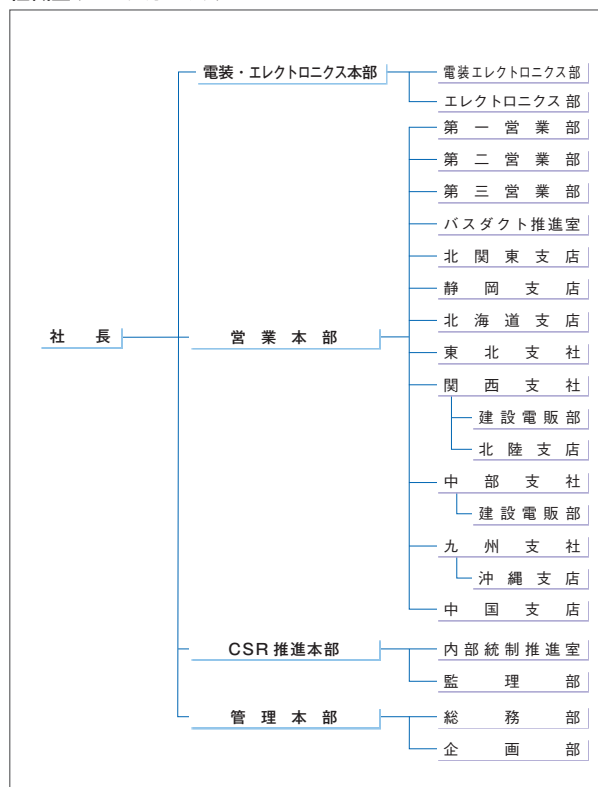 電装・エレクトロニクス本部
電装エレクトロニクス部
エレクトロニクス部
第一営業部
第二営業部
第三営業部
バスダクト推進室
北関東支店
静岡支店
北海道支店
社長
営業本部
東北支社
関西支社
建設電販部
北陸支店
中部支社
建設電販部
九州支社
沖縄支店
中国支店
CSR推進本部
内部統制推進室
監理部
管理本部
総務部
企画部